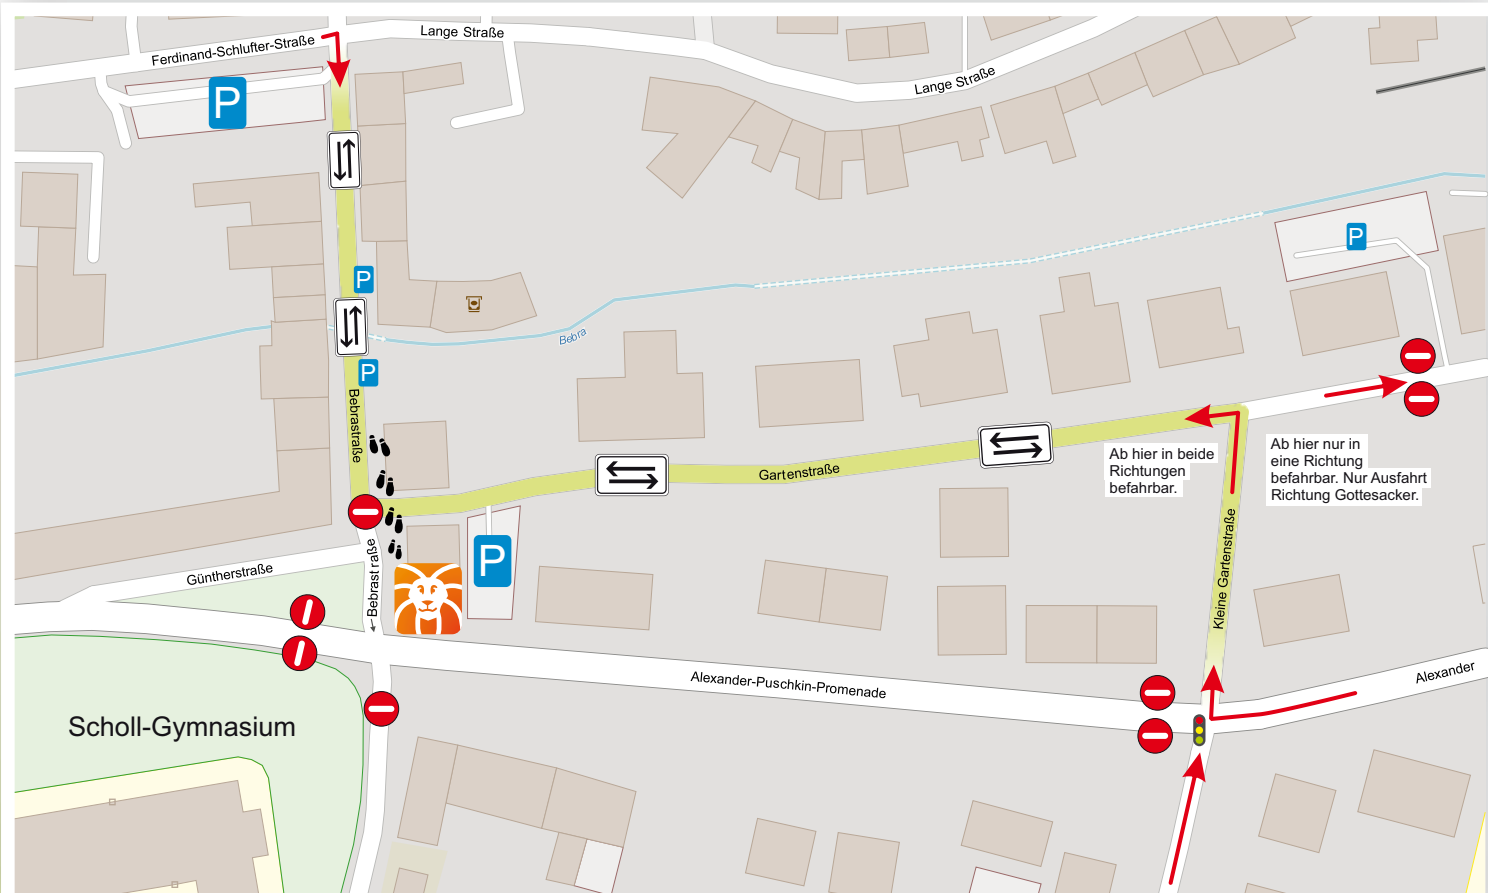 Ferdinand-Schlufter-Straße
Lange Straße
Lange Straße
P
P
P
P
Bebra
Bebrastraße
Gartenstraße
Ab hier in beide
Richtungen
befahrbar.
Ab hier nur in
eine Richtung
befahrbar. Nur Ausfahrt
Richtung Gottesacker.
P
Güntherstraße
Bebrastraße
Kleine Gartenstraße
Alexander-Puschkin-Promenade
Alexander
Scholl-Gymnasium